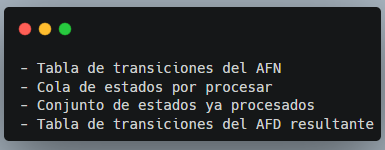 - Tabla de transiciones del AFN
- Cola de estados por procesar
- Conjunto de estados ya procesados
- Tabla de transiciones del AFD resultante